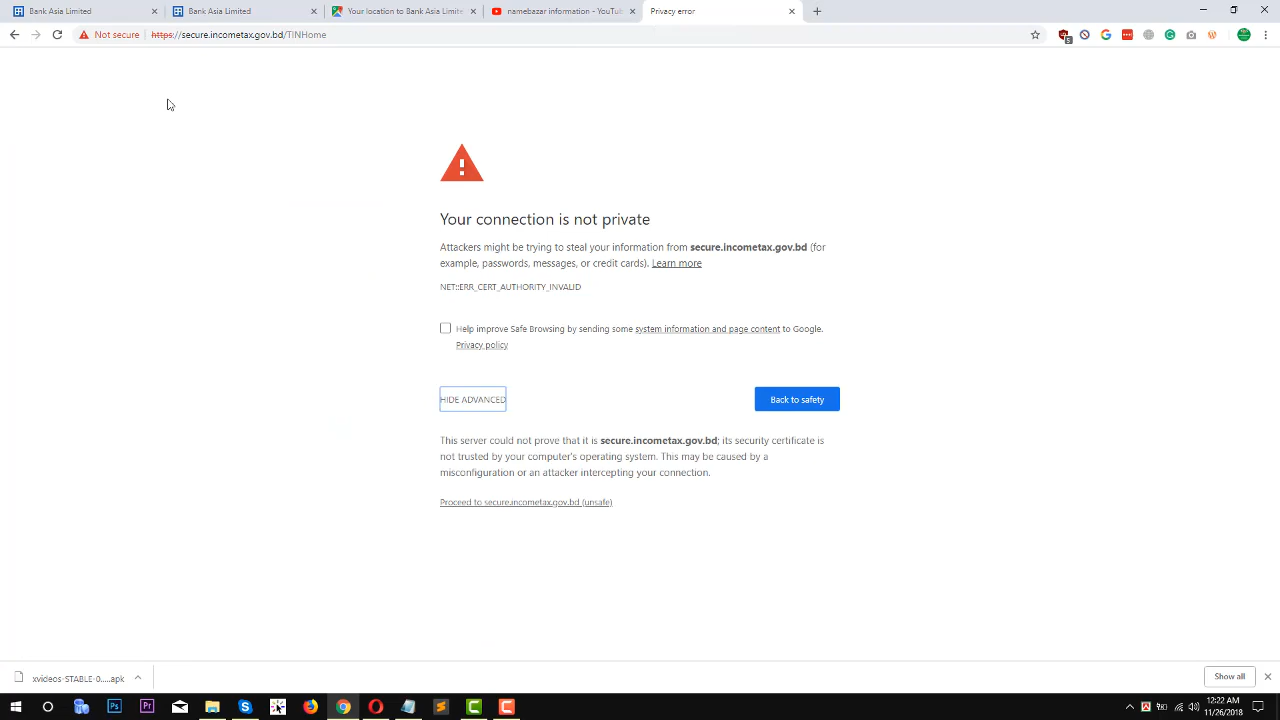 Bank Asia Limited
Bank Asia Limited
Your location to Bank Asia Limite
namebazar information - YouTub
Privacy error
Not secure
https://secure.incometax.gov.bd/TINHome
5
Your connection is not private
Attackers might be trying to steal your information from secure.incometax.gov.bd (for
example, passwords, messages, or credit cards). Learn more
NET::ERR_CERT_AUTHORITY_INVALID
Help improve Safe Browsing by sending some system information and page content to Google.
Privacy policy
HIDE ADVANCED
Back to safety
This server could not prove that it is secure.incometax.gov.bd; its security certificate is
not trusted by your computer's operating system. This may be caused by a
misconfiguration or an attacker intercepting your connection.
Proceed to secure.incometax.gov.bd (unsafe)
xvideos-STABLE-0.....apk
Show all
Ps
Pr
12:22 AM
11/26/2018